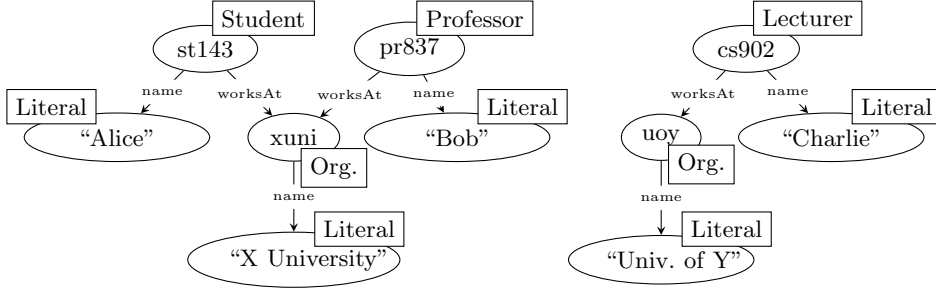 Student
Professor
Lecturer
st143
pr837
cs902
name
worksAt
worksAt
name
worksAt
name
Literal
Literal
Literal
“Alice”
xuni
“Bob”
uoy
“Charlie”
Org.
Org.
name
name
Literal
Literal
“X University”
“Univ. of Y”